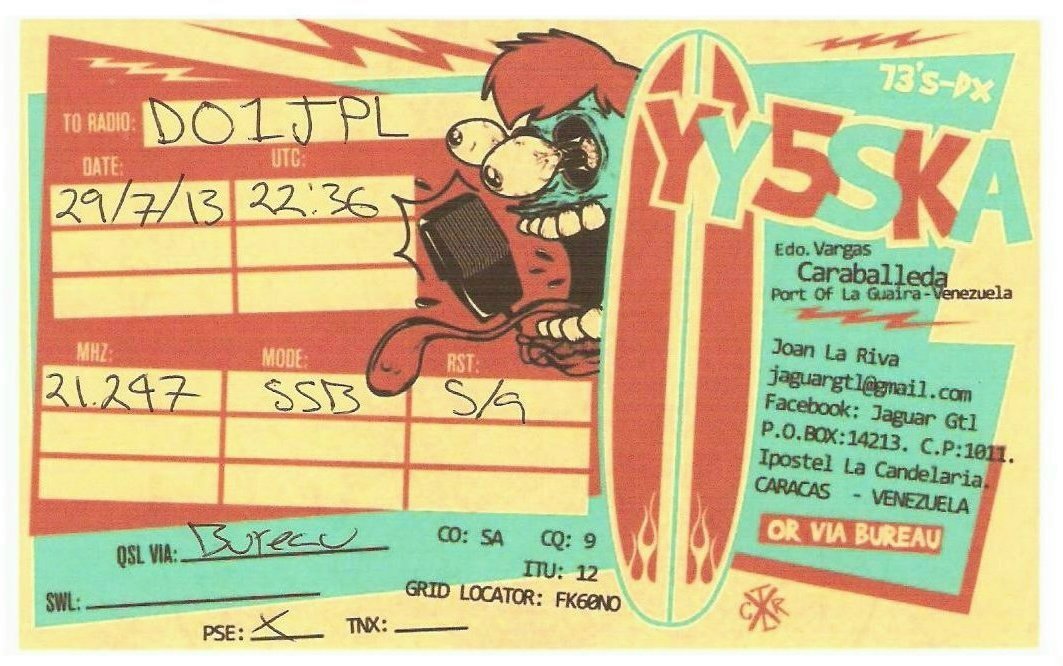 73's-DX
YY5SKA
TO RADIO: DO1JPL
DATE: UTC:
29/7/13 22:36
MHZ: MODE: RST:
21.247 SSB 5/9
QSL VIA: Bureau
SWL:
PSE: X TNX:
CO: SA CQ: 9
ITU: 12
GRID LOCATOR: FK60NO
Edo. Vargas
Caraballeda
Port Of La Guaira-Venezuela
Joan La Riva
jaguargtl@gmail.com
Facebook: Jaguar Gtl
P.O.BOX:14213. C.P:1011.
Ipostel La Candelaria.
CARACAS - VENEZUELA
OR VIA BUREAU